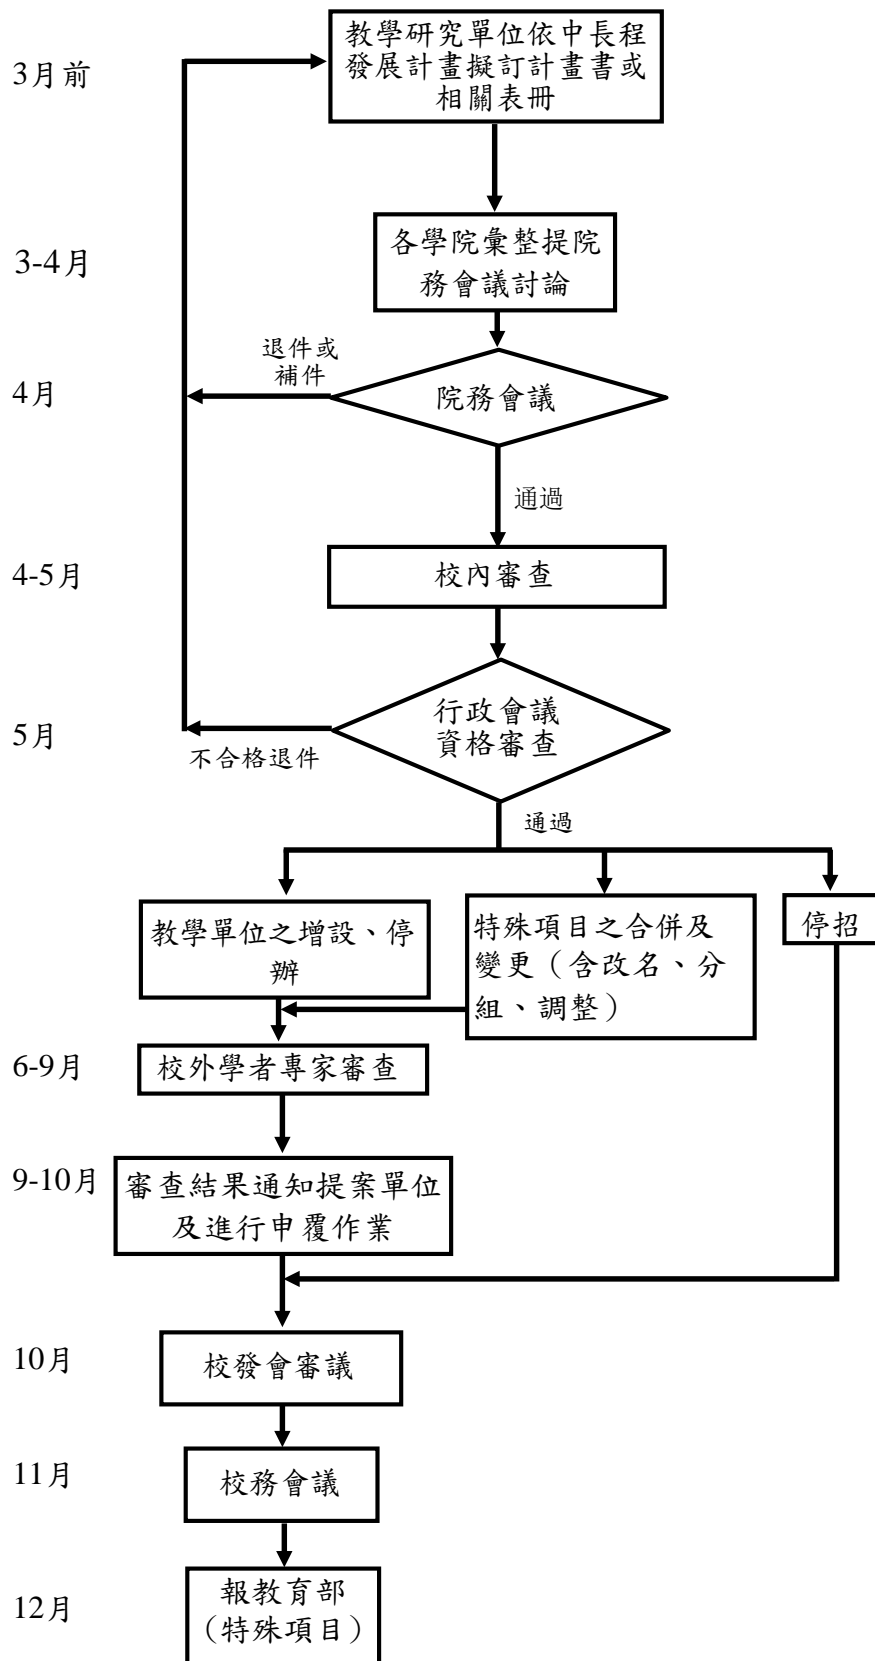 3月前
教學研究單位依中長程
發展計畫擬訂計畫書或
相關表冊
3-4月
各學院彙整提院
務會議討論
退件或
補件
4月
院務會議
通過
4-5月
校內審查
5月
行政會議
資格審查
不合格退件
通過
教學單位之增設、停
辦
特殊項目之合併及
變更（含改名、分
組、調整）
停招
6-9月
校外學者專家審查
9-10月
審查結果通知提案單位
及進行申覆作業
10月
校發會審議
11月
校務會議
12月
報教育部
（特殊項目）